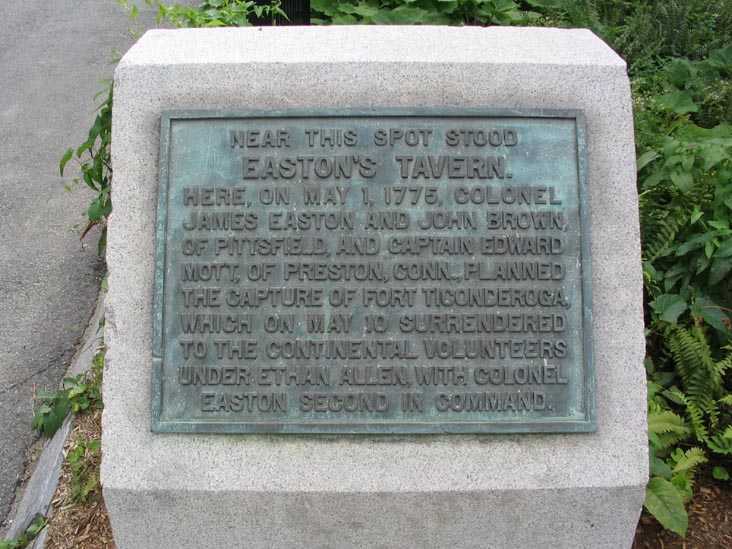 NEAR THIS SPOT STOOD
EASTON'S TAVERN.
HERE, ON MAY 1, 1775, COLONEL
JAMES EASTON AND JOHN BROWN
OF PITTSFIELD, AND CAPTAIN EDWARD
MOTT, OF PRESTON, CONN., PLANNED
THE CAPTURE OF FORT TICONDEROGA,
WHICH ON MAY 10 SURRENDERED
TO THE CONTINENTAL VOLUNTEERS
UNDER ETHAN ALLEN, WITH COLONEL
EASTON SECOND IN COMMAND.